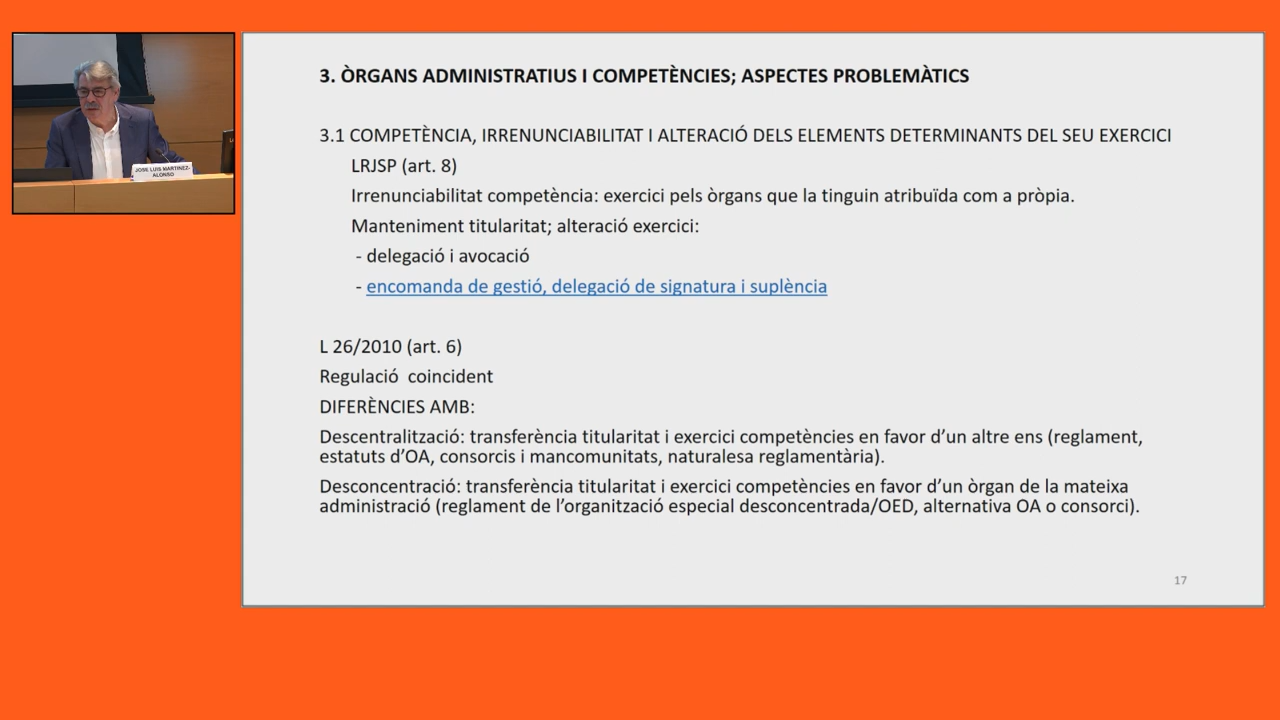 JOSE LUIS MARTINEZ-
ALONSO
3. ÒRGANS ADMINISTRATIUS I COMPETÈNCIES; ASPECTES PROBLEMÀTICS
3.1 COMPETÈNCIA, IRRENUNCIABILITAT I ALTERACIÓ DELS ELEMENTS DETERMINANTS DEL SEU EXERCICI
LRJSP (art. 8)
Irrenunciabilitat competència: exercici pels òrgans que la tinguin atribuïda com a pròpia.
Manteniment titularitat; alteració exercici:
- delegació i avocació
- encomanda de gestió, delegació de signatura i suplència
L 26/2010 (art. 6)
Regulació coincident
DIFERÈNCIES AMB:
Descentralització: transferència titularitat i exercici competències en favor d’un altre ens (reglament,
estatuts d’OA, consorcis i mancomunitats, naturalesa reglamentària).
Desconcentració: transferència titularitat i exercici competències en favor d’un òrgan de la mateixa
administració (reglament de l’organització especial desconcentrada/OED, alternativa OA o consorci).
17